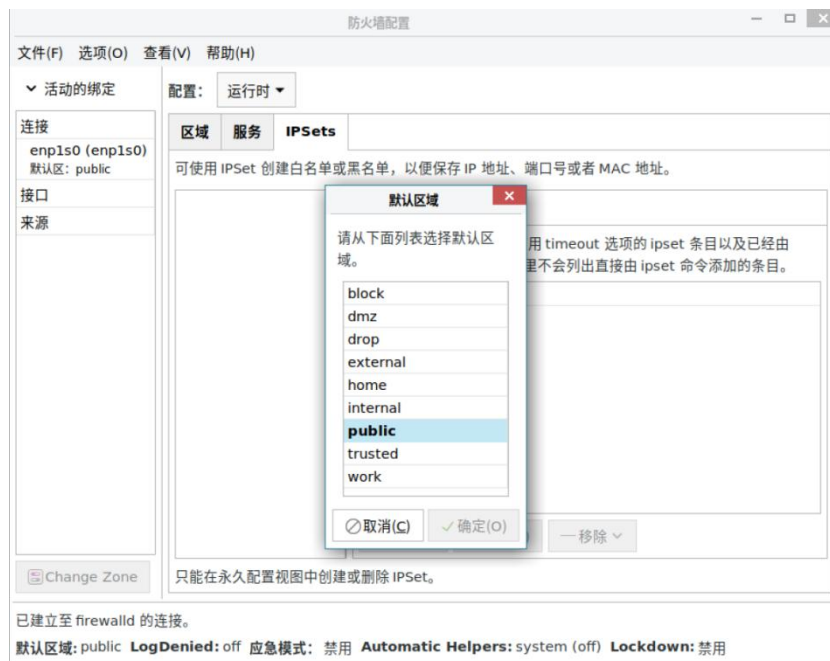 防火墙配置
文件(F) 选项(O) 查看(V) 帮助(H)
活动的绑定
配置： 运行时
连接
enp1s0 (enp1s0)
默认区：public
接口
来源
区域 服务 IPSets
可使用 IPSet 创建白名单或黑名单，以便保存 IP 地址、端口号或者 MAC 地址。
默认区域
请从下面列表选择默认区
域。
用 timeout 选项的 ipset 条目以及已经由
里不会列出直接由 ipset 命令添加的条目。
block
dmz
drop
external
home
internal
public
trusted
work
取消(C) 确定(O)
移除
Change Zone
只能在永久配置视图中创建或删除 IPSet。
已建立至 firewalld 的连接。
默认区域: public LogDenied: off 应急模式： 禁用 Automatic Helpers: system (off) Lockdown: 禁用